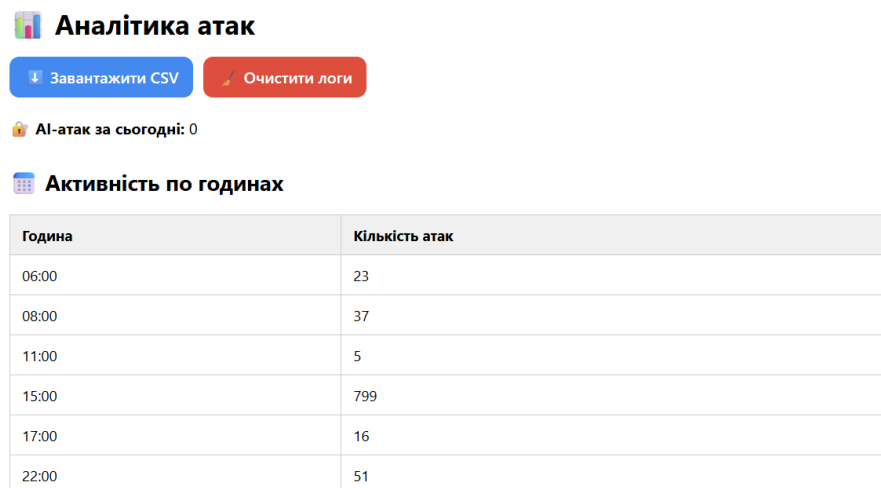 Аналітика атак
Завантажити CSV
Очистити логи
AI-атак за сьогодні: 0
Активність по годинах
Година Кількість атак
06:00 23
08:00 37
11:00 5
15:00 799
17:00 16
22:00 51